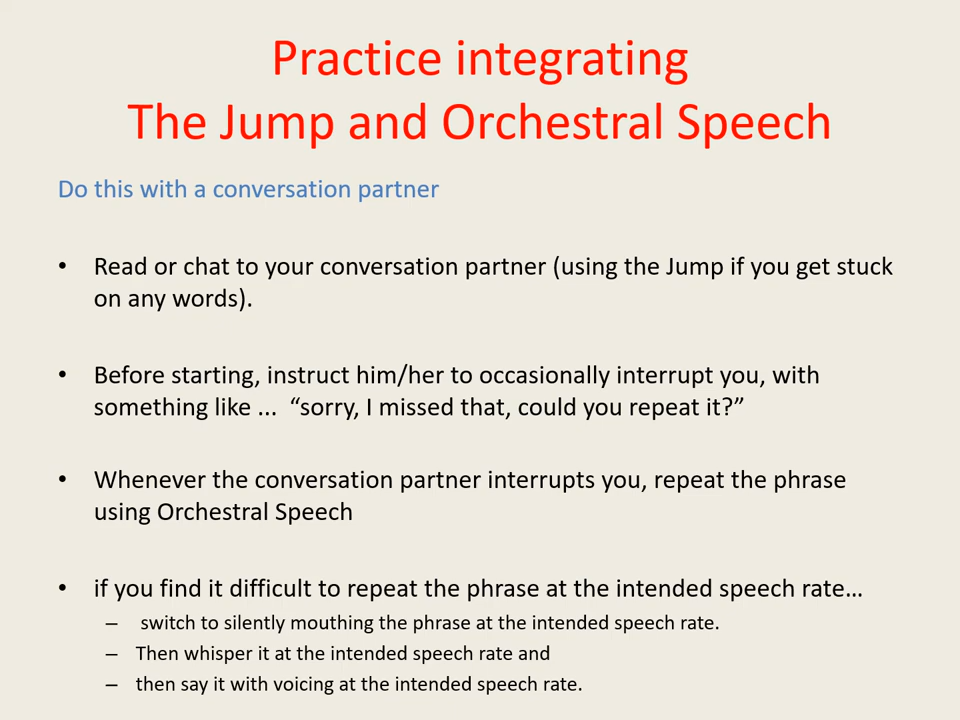 Practice integrating
The Jump and Orchestral Speech
Do this with a conversation partner
• Read or chat to your conversation partner (using the Jump if you get stuck
on any words).
• Before starting, instruct him/her to occasionally interrupt you, with
something like ... “sorry, I missed that, could you repeat it?”
• Whenever the conversation partner interrupts you, repeat the phrase
using Orchestral Speech
• if you find it difficult to repeat the phrase at the intended speech rate…
– switch to silently mouthing the phrase at the intended speech rate.
– Then whisper it at the intended speech rate and
– then say it with voicing at the intended speech rate.